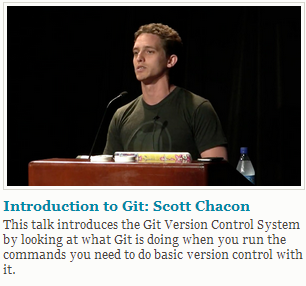 Introduction to Git: Scott Chacon
This talk introduces the Git Version Control System
by looking at what Git is doing when you run the
commands you need to do basic version control with
it.